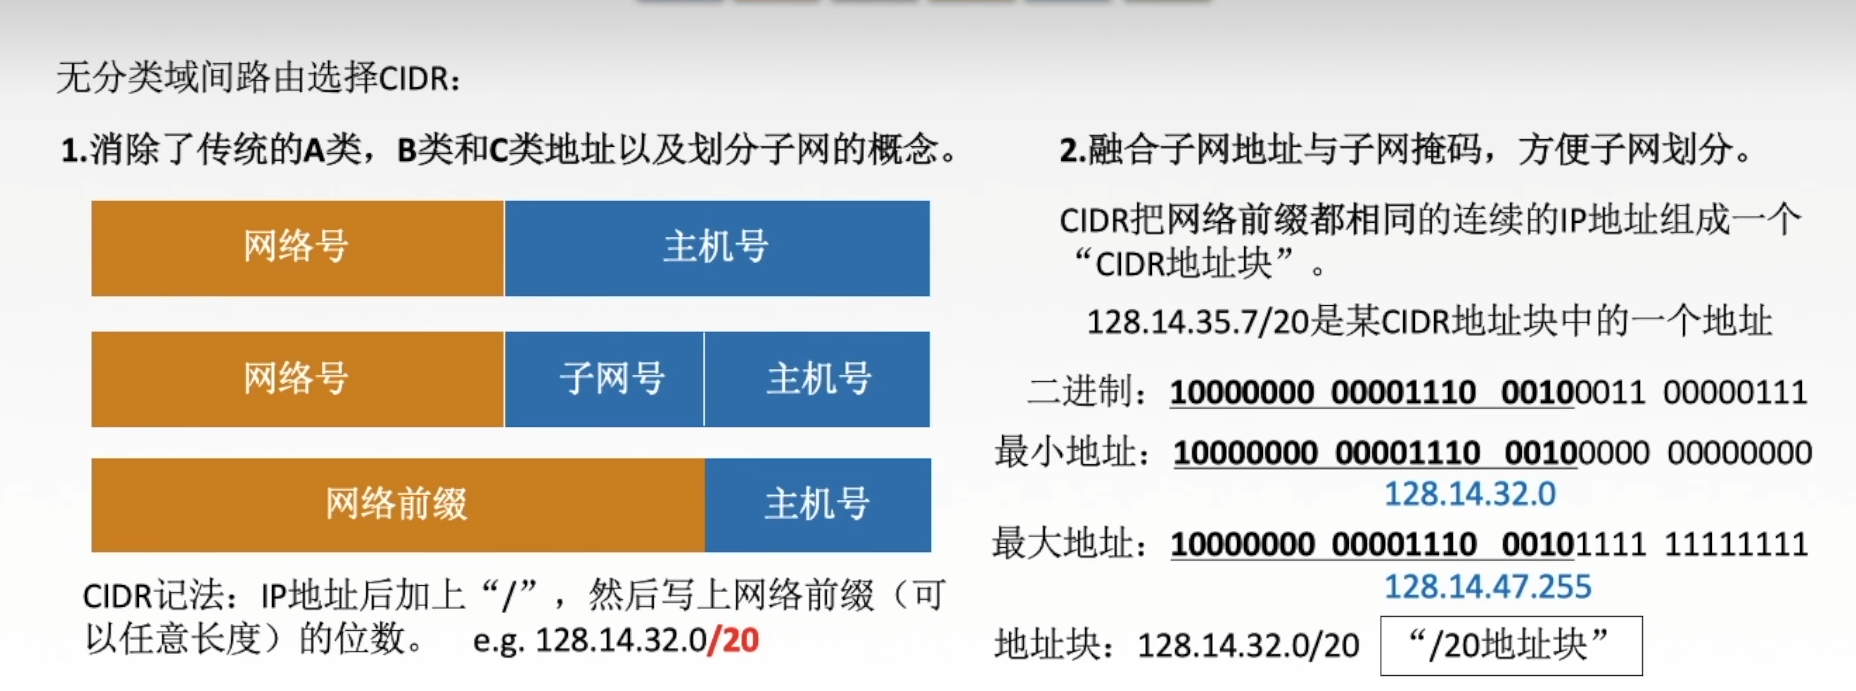 无分类域间路由选择CIDR：
1.消除了传统的A类，B类和C类地址以及划分子网的概念。
网络号 主机号
网络号 子网号 主机号
网络前缀 主机号
CIDR记法：IP地址后加上“/”，然后写上网络前缀（可
以任意长度）的位数。 e.g. 128.14.32.0/20
2.融合子网地址与子网掩码，方便子网划分。
CIDR把网络前缀都相同的连续的IP地址组成一个
“CIDR地址块”。
128.14.35.7/20是某CIDR地址块中的一个地址
二进制：10000000 00001110 00100011 00000111
最小地址：10000000 00001110 00100000 00000000
128.14.32.0
最大地址：10000000 00001110 00101111 11111111
128.14.47.255
地址块：128.14.32.0/20 “/20地址块”